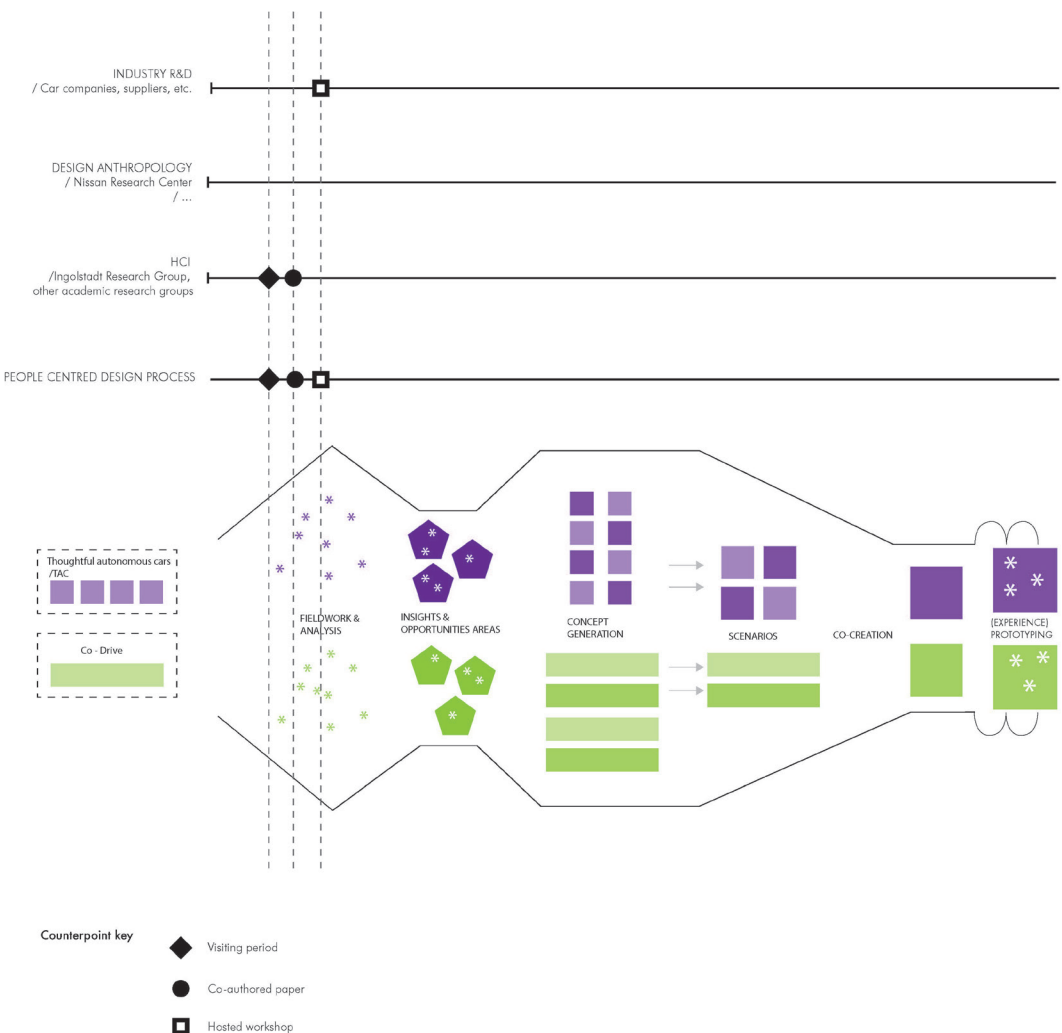 INDUSTRY R&D
/ Car companies, suppliers, etc.
DESIGN ANTHROPOLOGY
/ Nissan Research Center
/ ...
HCI
/Ingolstadt Research Group,
other academic research groups
PEOPLE CENTRED DESIGN PROCESS
Thoughtful autonomous cars
/TAC
Co - Drive
FIELDWORK &
ANALYSIS
INSIGHTS &
OPPORTUNITIES AREAS
CONCEPT
GENERATION
SCENARIOS
CO-CREATION
(EXPERIENCE)
PROTOTYPING
Counterpoint key
Visiting period
Co-authored paper
Hosted workshop